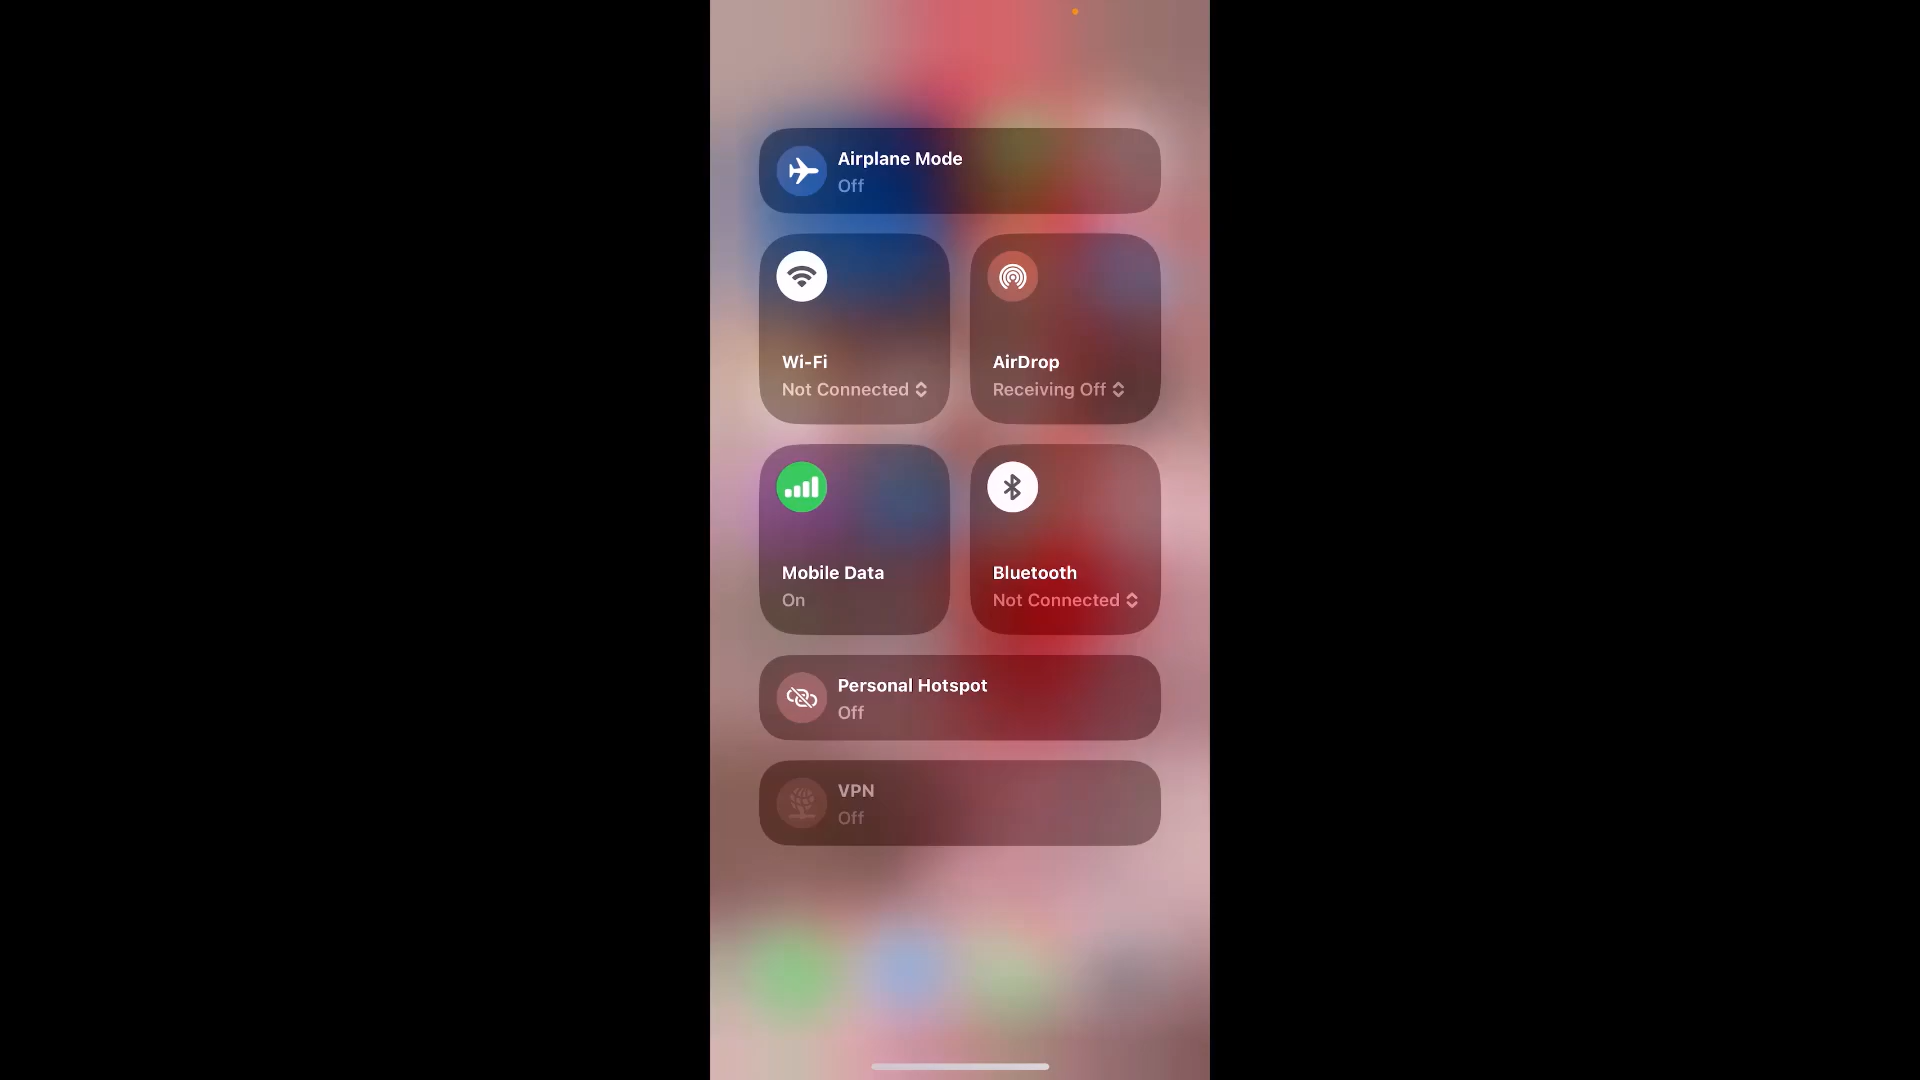 Airplane Mode
Off
Wi-Fi
Not Connected
AirDrop
Receiving Off
Mobile Data
On
Bluetooth
Not Connected
Personal Hotspot
Off
VPN
Off